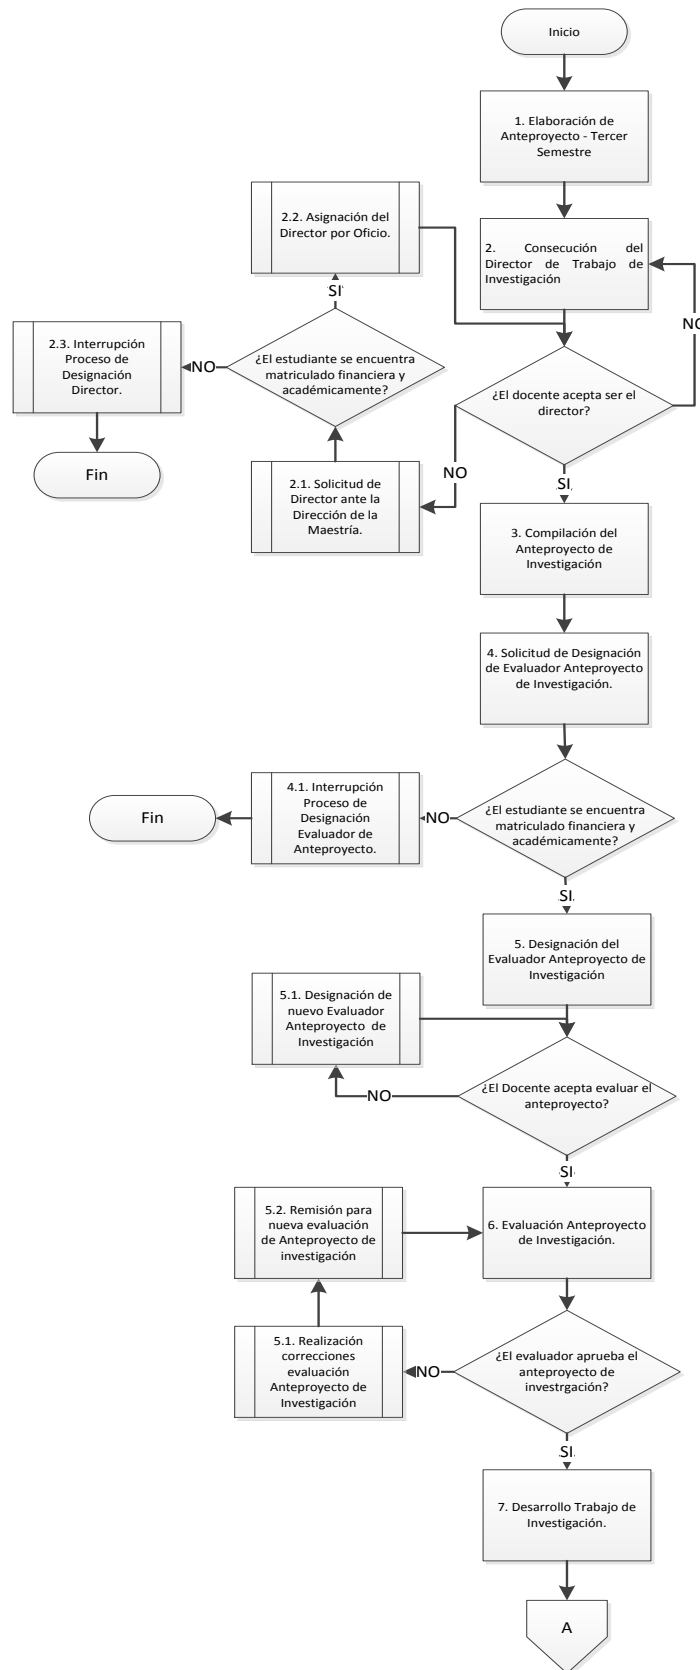 Inicio
1. Elaboración de
Anteproyecto - Tercer
Semestre
2.2. Asignación del
Director por Oficio.
2. Consecución del
Director de Trabajo de
Investigación
SI
NO
2.3. Interrupción
Proceso de
Designación
Director.
NO
¿El estudiante se encuentra
matriculado financiera y
académicamente?
¿El docente acepta ser el
director?
Fin
NO
SI
2.1. Solicitud de
Director ante la
Dirección de la
Maestría.
3. Compilación del
Anteproyecto de
Investigación
4. Solicitud de Designación
de Evaluador Anteproyecto
de Investigación.
4.1. Interrupción
Proceso de
Designación
Evaluador de
Anteproyecto.
Fin
NO
¿El estudiante se encuentra
matriculado financiera y
académicamente?
SI
5. Designación del
Evaluador Anteproyecto de
Investigación
5.1. Designación de
nuevo Evaluador
Anteproyecto de
Investigación
¿El Docente acepta evaluar el
anteproyecto?
NO
SI
5.2. Remisión para
nueva evaluación
de Anteproyecto de
investigación
6. Evaluación Anteproyecto
de Investigación.
5.1. Realización
correcciones
evaluación
Anteproyecto de
Investigación
NO
¿El evaluador aprueba el
anteproyecto de
investrgación?
SI
7. Desarrollo Trabajo de
Investigación.
A